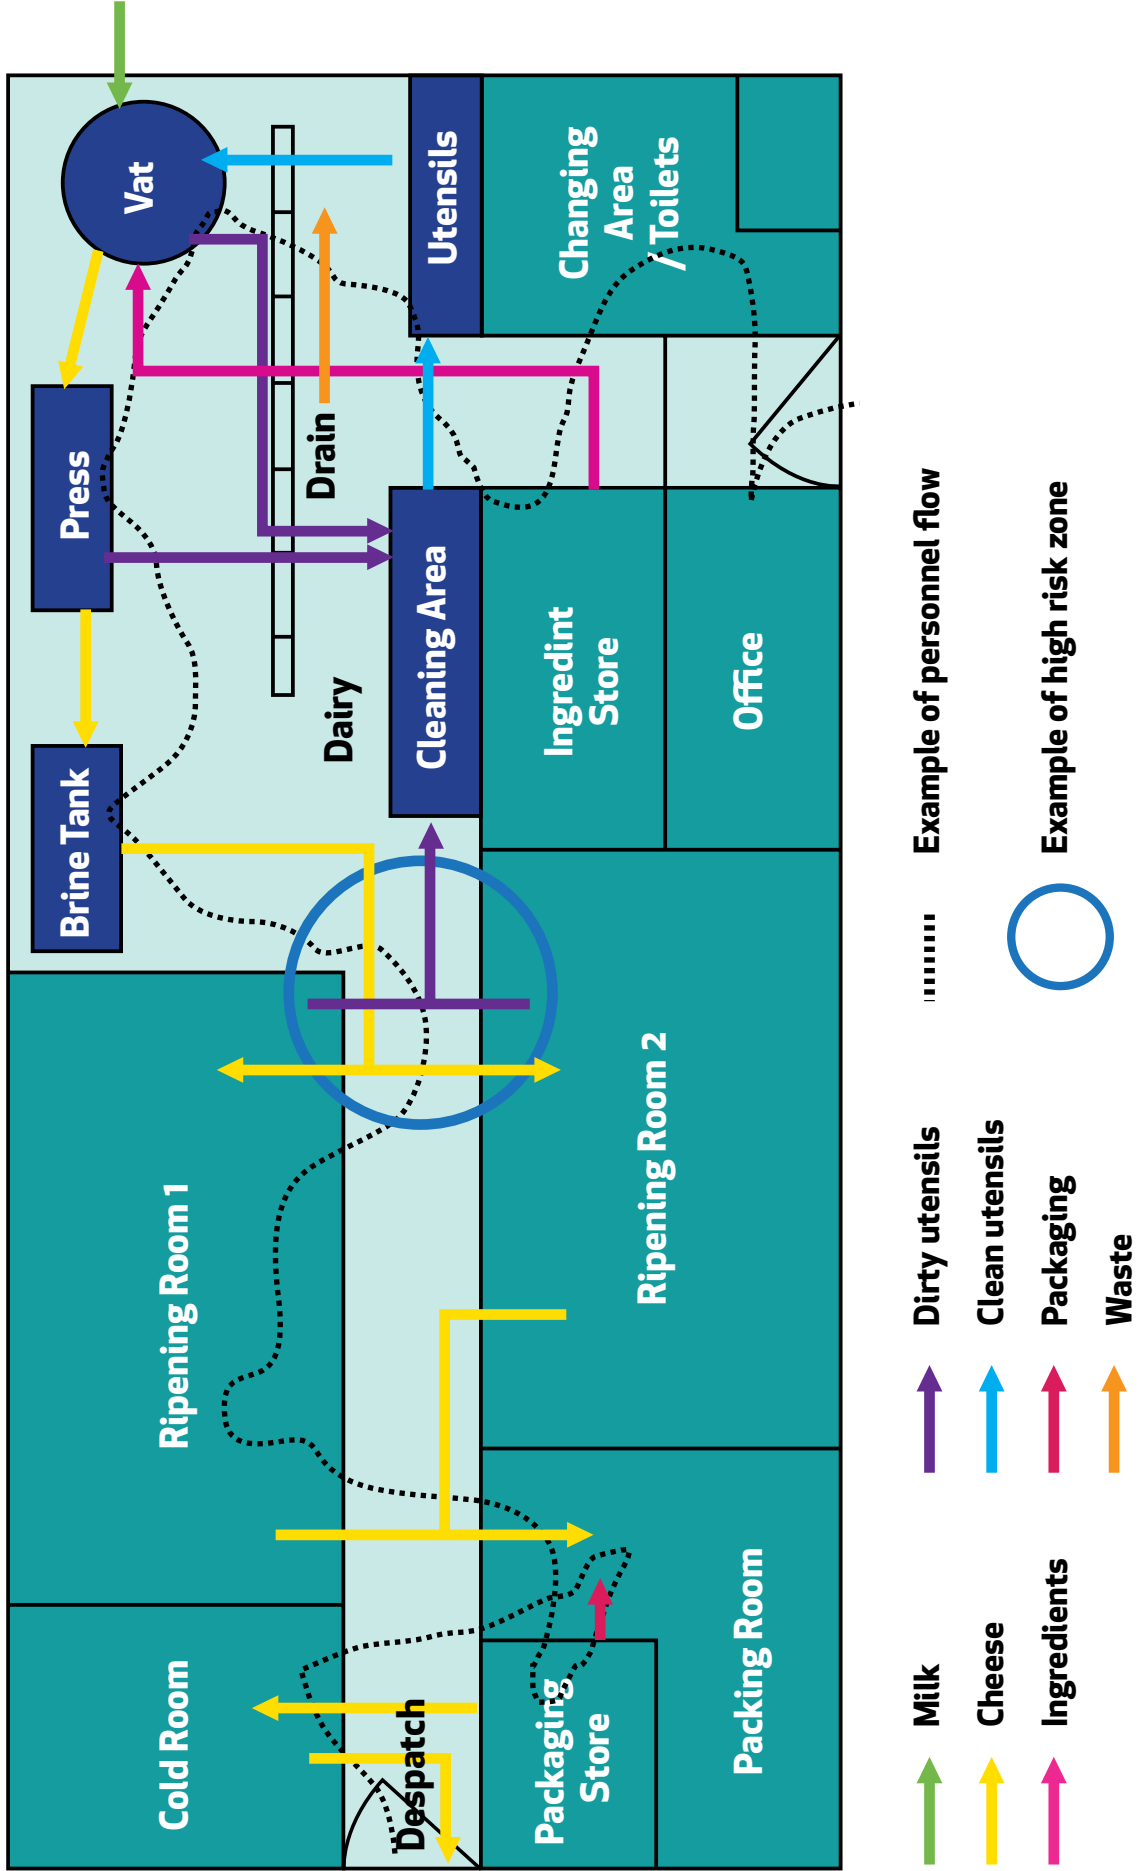 Cold Room
Ripening Room 1
Brine Tank
Press
Vat
Despatch
Dairy
Drain
Cleaning Area
Utensils
Packaging
Store
Packing Room
Ripening Room 2
Ingredint
Store
Office
Changing
Area
/ Toilets
Milk
Cheese
Ingredients
Dirty utensils
Clean utensils
Packaging
Waste
Example of personnel flow
Example of high risk zone